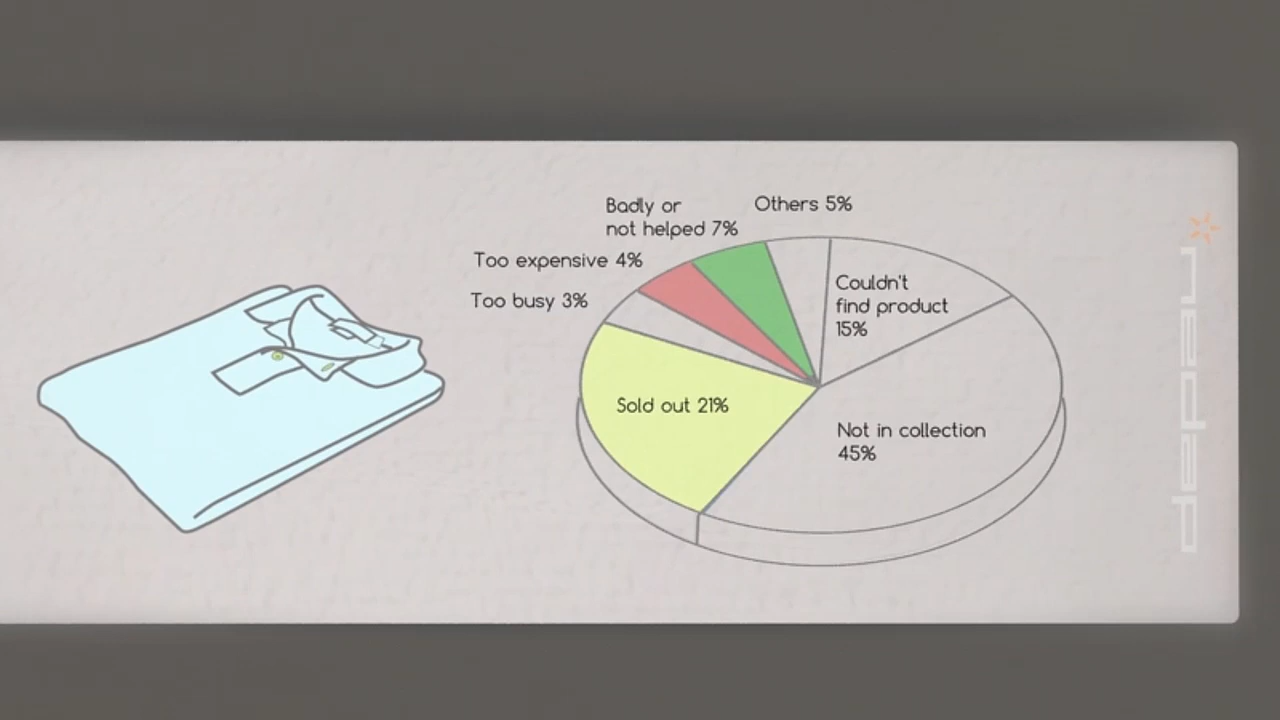 Badly or
not helped 7%
Others 5%
Too expensive 4%
Too busy 3%
Couldn't
find product
15%
Sold out 21%
Not in collection
45%
depau